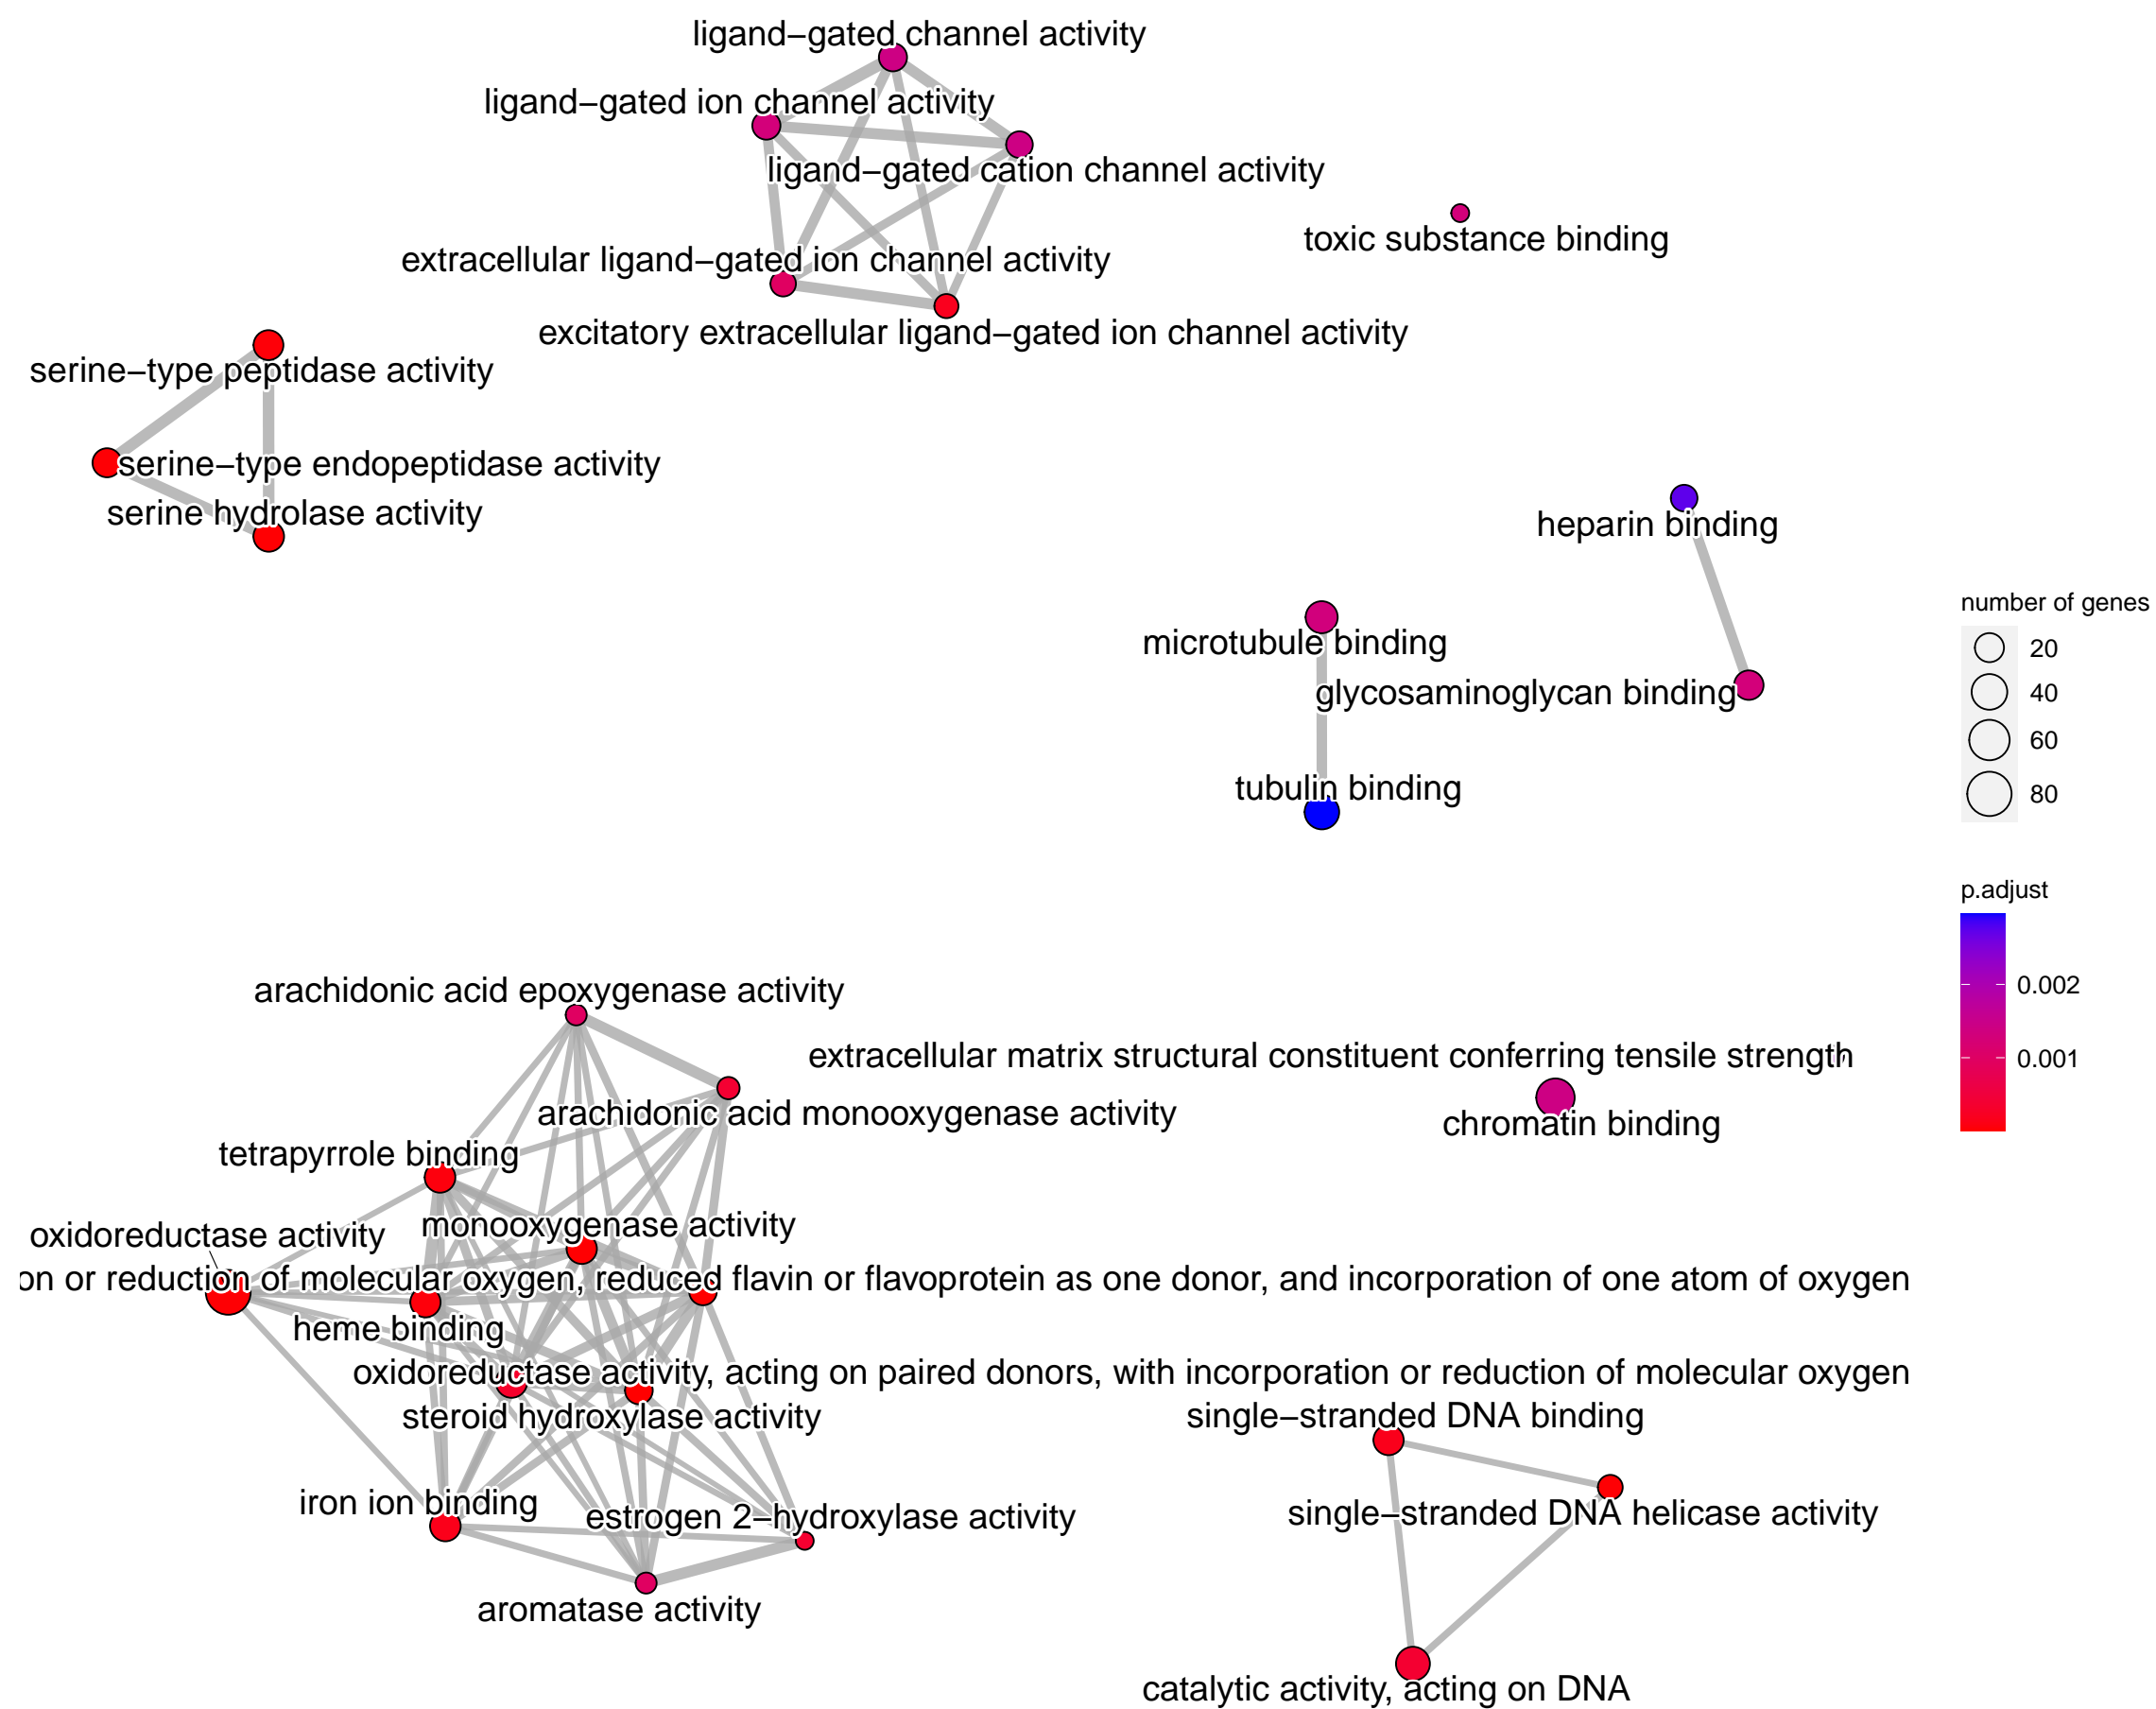 ligand−gated channel activity
ligand−gated ion channel activity
ligand−gated cation channel activity
toxic substance binding
extracellular ligand−gated ion channel activity
excitatory extracellular ligand−gated ion channel activity
serine−type peptidase activity
serine−type endopeptidase activity
serine hydrolase activity
heparin binding
microtubule binding
glycosaminoglycan binding
tubulin binding
number of genes
20
40
60
80
p.adjust
0.002
0.001
arachidonic acid epoxygenase activity
extracellular matrix structural constituent conferring tensile strength
arachidonic acid monooxygenase activity
chromatin binding
tetrapyrrole binding
monooxygenase activity
oxidoreductase activity
on or reduction of molecular oxygen, reduced flavin or flavoprotein as one donor, and incorporation of one atom of oxygen
heme binding
oxidoreductase activity, acting on paired donors, with incorporation or reduction of molecular oxygen
steroid hydroxylase activity
single−stranded DNA binding
iron ion binding
estrogen 2−hydroxylase activity
single−stranded DNA helicase activity
aromatase activity
catalytic activity, acting on DNA